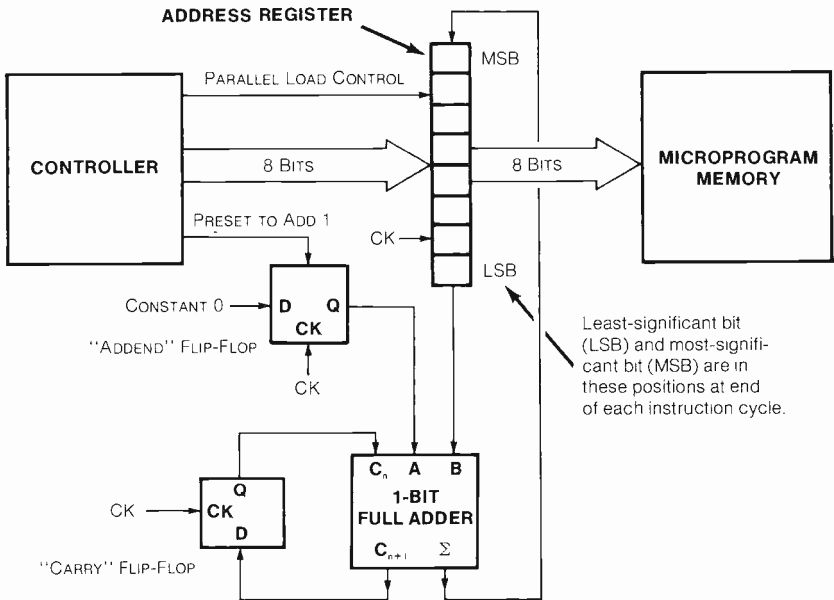 ADDRESS REGISTER
MSB
PARALLEL LOAD CONTROL
CONTROLLER
8 BITS
8 BITS
MICROPROGRAM
MEMORY
PRESET TO ADD 1
CK
LSB
CONSTANT 0
D Q
CK
"ADDEND" FLIP-FLOP
CK
Least-significant bit
(LSB) and most-signifi-
cant bit (MSB) are in
these positions at end
of each instruction cycle.
Cn A B
1-BIT
FULL ADDER
Cn+1 Σ
Q
CK
CK
D
"CARRY" FLIP-FLOP